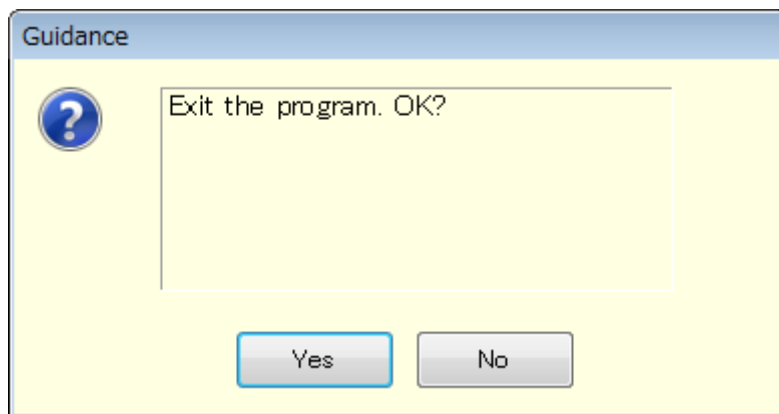 Guidance
Exit the program. OK?
Yes
No